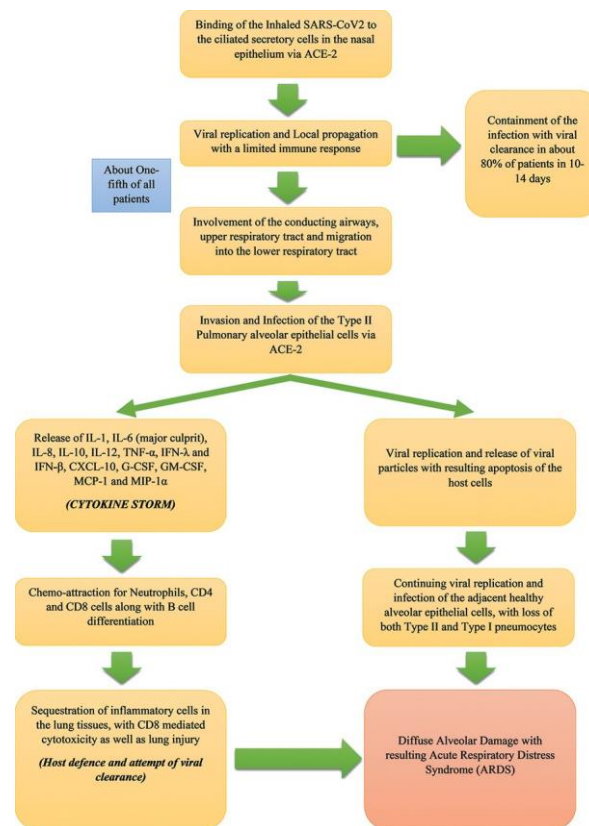 Binding of the Inhaled SARS-CoV2 to
the ciliated secretory cells in the nasal
epithelium via ACE-2
Viral replication and Local propagation
with a limited immune response
Containment of the
infection with viral
clearance in about
80% of patients in 10-
14 days
About One-
fifth of all
patients
Involvement of the conducting airways,
upper respiratory tract and migration
into the lower respiratory tract
Invasion and Infection of the Type II
Pulmonary alveolar epithelial cells via
ACE-2
Release of IL-1, IL-6 (major culprit),
IL-8, IL-10, IL-12, TNF-α, IFN-λ and
IFN-β, CXCL-10, G-CSF, GM-CSF,
MCP-1 and MIP-1α
(CYTOKINE STORM)
Viral replication and release of viral
particles with resulting apoptosis of the
host cells
Chemo-attraction for Neutrophils, CD4
and CD8 cells along with B cell
differentiation
Continuing viral replication and
infection of the adjacent healthy
alveolar epithelial cells, with loss of
both Type II and Type I pneumocytes
Sequestration of inflammatory cells in
the lung tissues, with CD8 mediated
cytotoxicity as well as lung injury
(Host defence and attempt of viral
clearance)
Diffuse Alveolar Damage with
resulting Acute Respiratory Distress
Syndrome (ARDS)